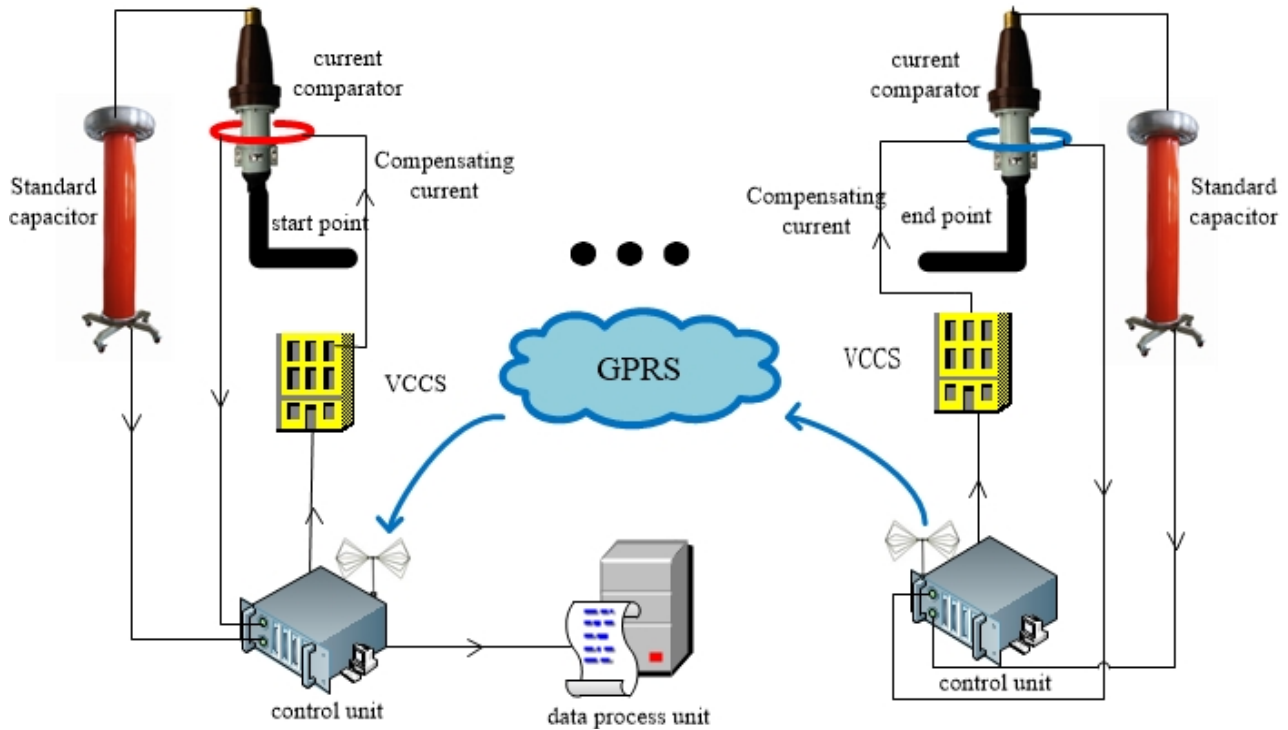 current
comparator
Standard
capacitor
Compensating
current
start point
VCCS
control unit
data process unit
GPRS
current
comparator
Compensating
current
end point
Standard
capacitor
VCCS
control unit